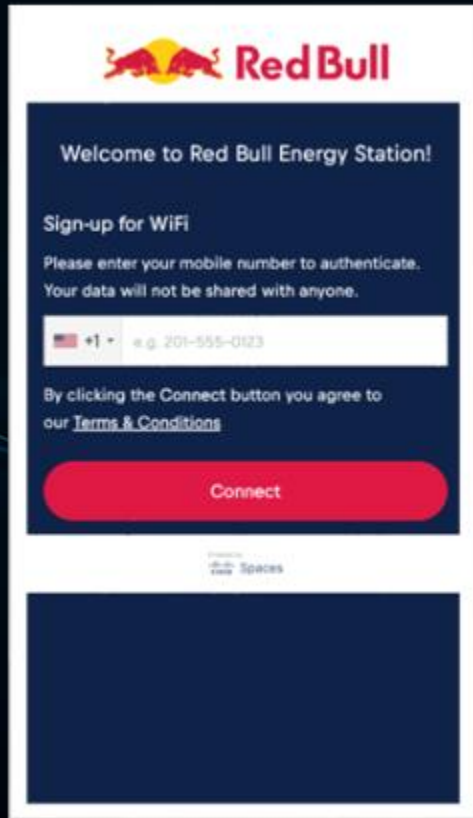 Red Bull
Welcome to Red Bull Energy Station!
Sign-up for WiFi
Please enter your mobile number to authenticate.
Your data will not be shared with anyone.
+1 e.g. 201-555-0123
By clicking the Connect button you agree to
our Terms & Conditions
Connect
CISCO Spaces